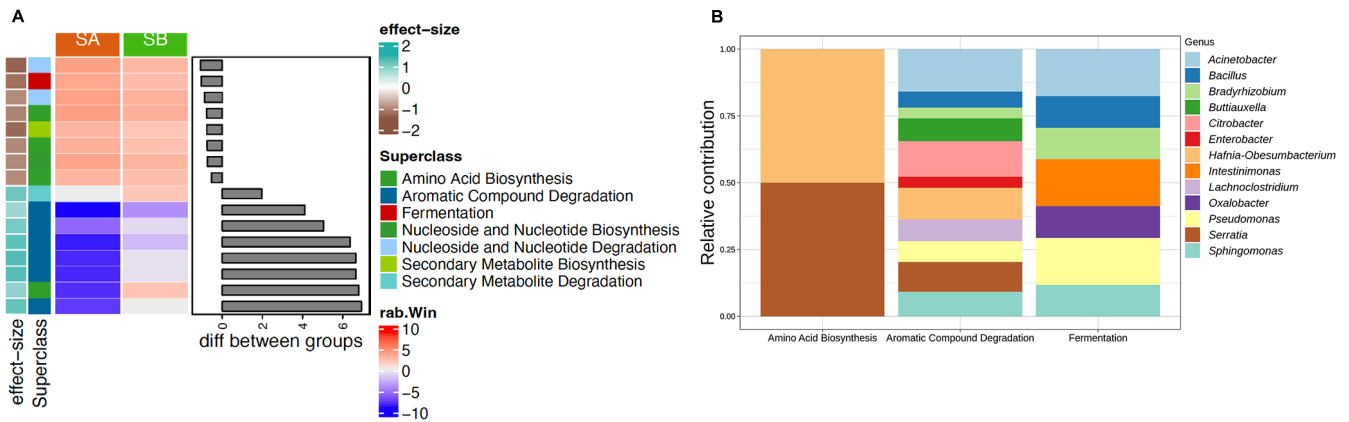 A
SA SB
effect-size
2
1
0
-1
-2
Superclass
Amino Acid Biosynthesis
Aromatic Compound Degradation
Fermentation
Nucleoside and Nucleotide Biosynthesis
Nucleoside and Nucleotide Degradation
Secondary Metabolite Biosynthesis
Secondary Metabolite Degradation
rab.Win
10
5
0
-5
-10
0 2 4 6
diff between groups
effect-size
Superclass
B
Relative contribution
1.00
0.75
0.50
0.25
0.00
Amino Acid Biosynthesis Aromatic Compound Degradation Fermentation
Genus
Acinetobacter
Bacillus
Bradyrhizobium
Buttiauxella
Citrobacter
Enterobacter
Hafnia-Obesumbacterium
Intestinimonas
Lachnoclostridium
Oxalobacter
Pseudomonas
Serratia
Sphingomonas